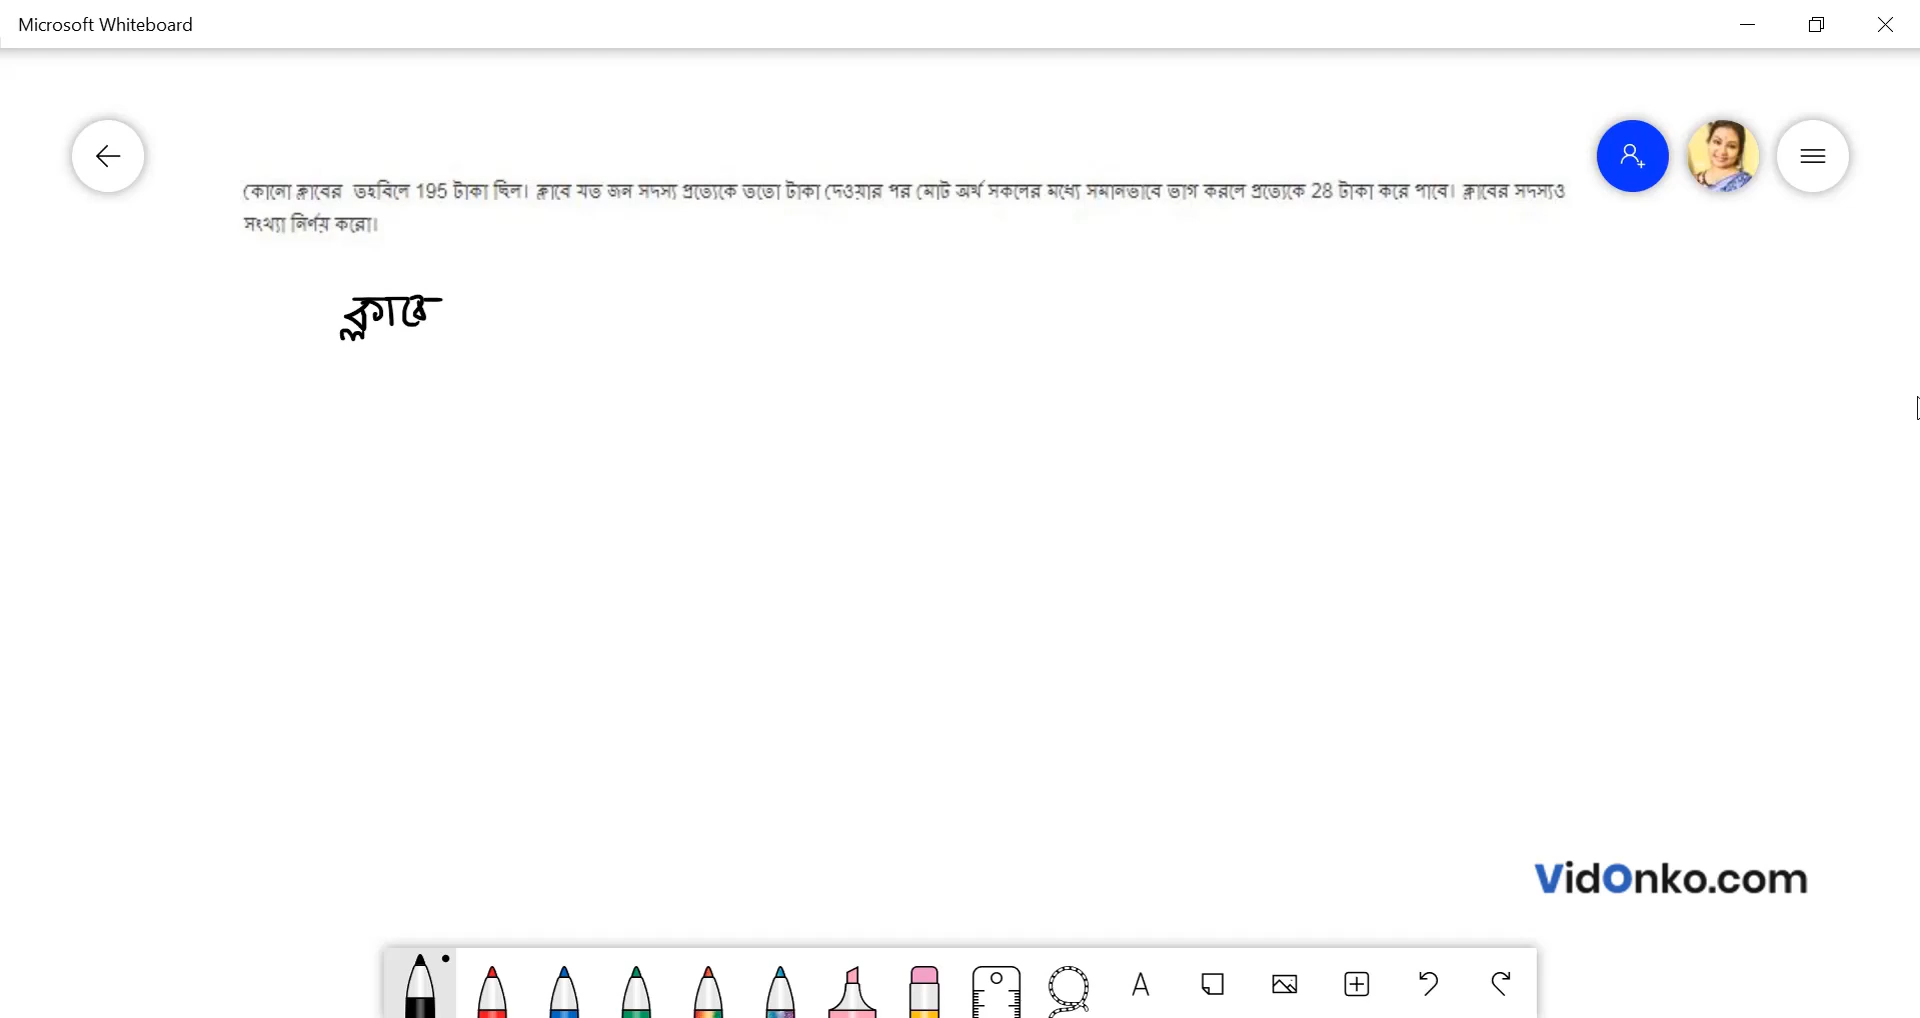 Microsoft Whiteboard
কোনো ক্লাবের তহবিলে 195 টাকা ছিল। ক্লাবে যত জন সদস্য প্রত্যেকে ততো টাকা দেওয়ার পর মোট অর্থ সকলের মধ্যে সমানভাবে ভাগ করলে প্রত্যেকে 28 টাকা করে পাবে। ক্লাবের সদস্যও
সংখ্যা নির্ণয় করো।
VidOnko.com
A